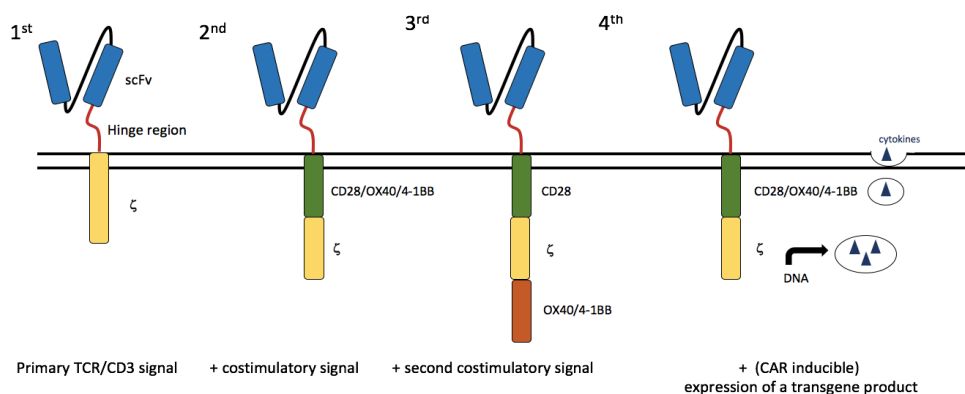 1st
2nd
3rd
4th
scFv
Hinge region
cytokines
CD28/OX40/4-1BB
CD28
CD28/OX40/4-1BB
ζ
ζ
ζ
ζ
DNA
OX40/4-1BB
Primary TCR/CD3 signal
+ costimulatory signal
+ second costimulatory signal
+ (CAR inducible)
expression of a transgene product